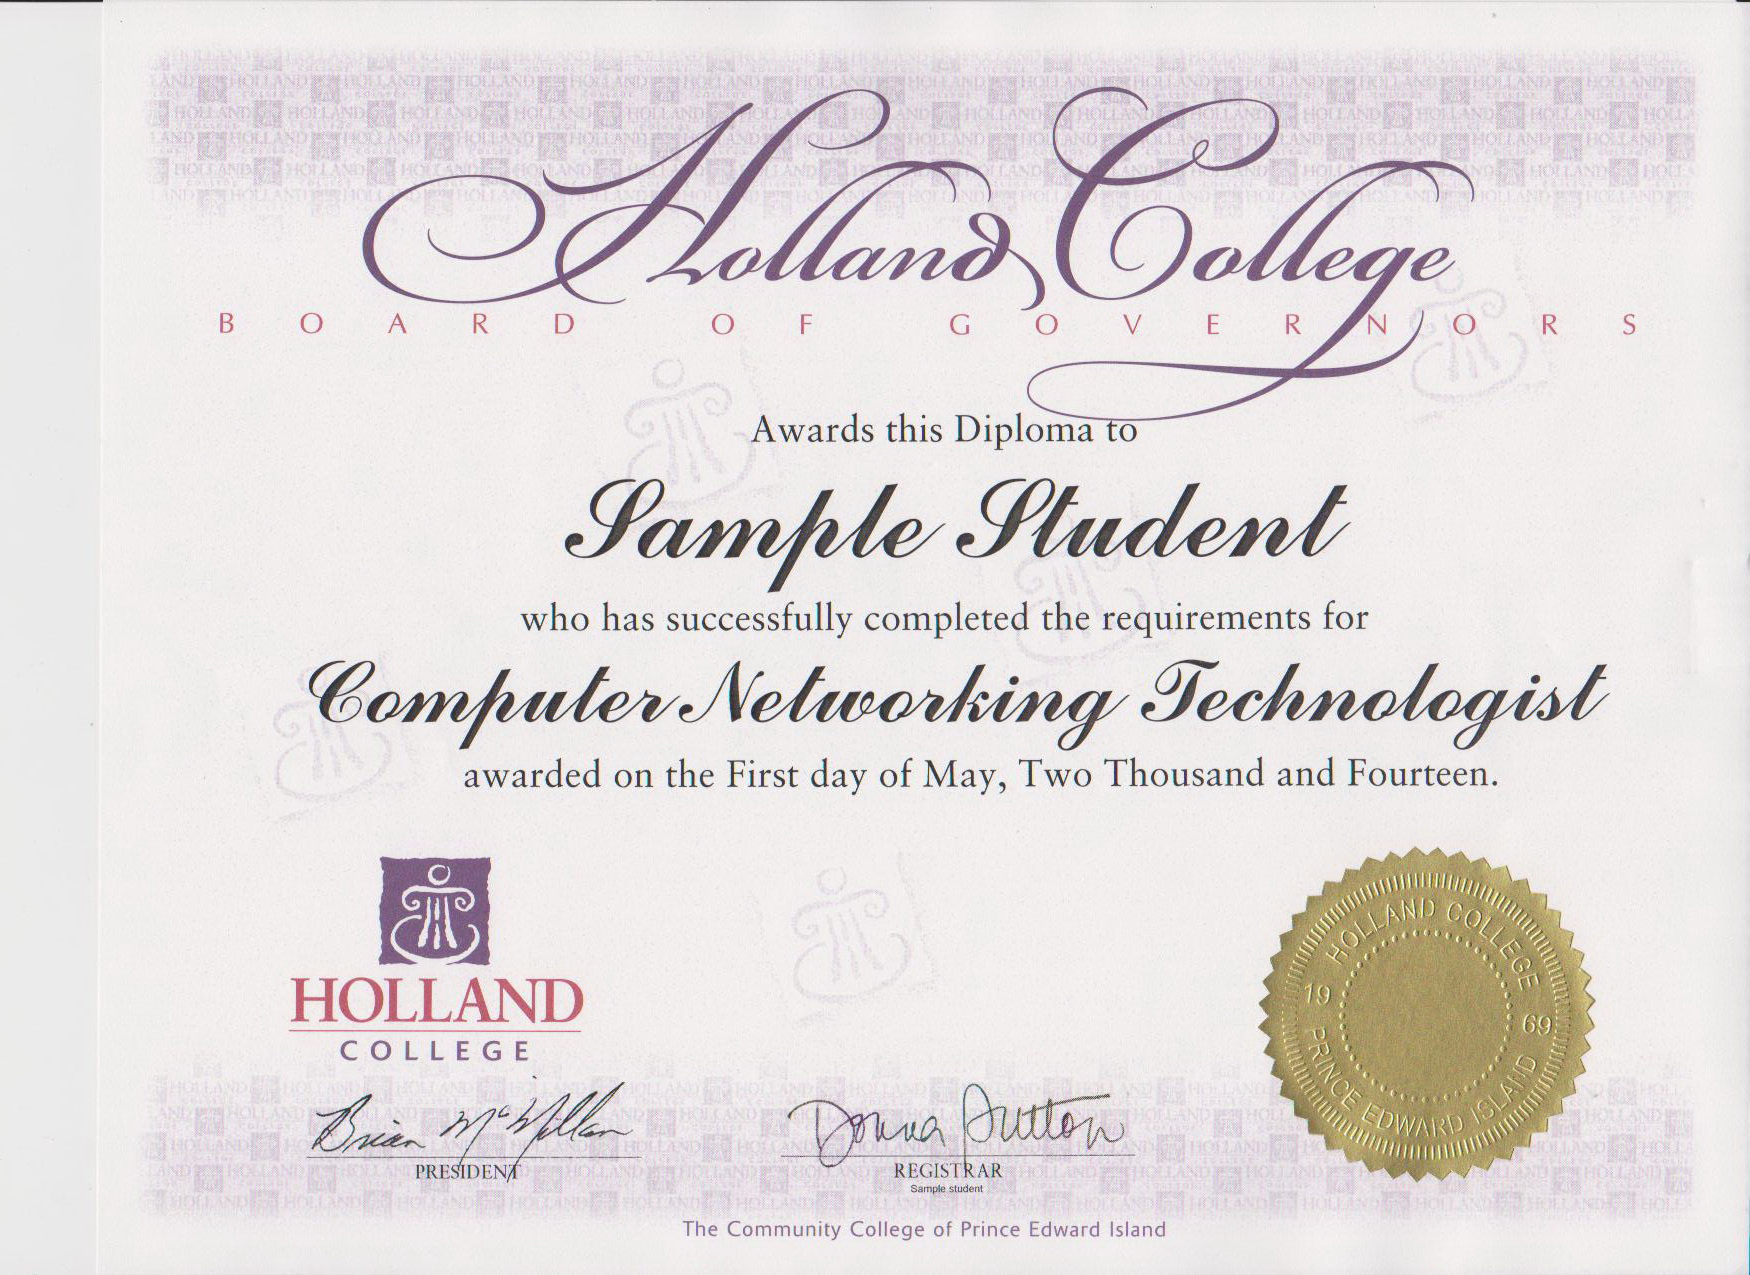 Holland College
BOARD OF GOVERNORS
Awards this Diploma to
Sample Student
who has successfully completed the requirements for
Computer Networking Technologist
awarded on the First day of May, Two Thousand and Fourteen.
HOLLAND
COLLEGE
HOLLAND COLLEGE
19 69
PRINCE EDWARD ISLAND
Brian McMillan
PRESIDENT
Donna Sutton
REGISTRAR
Sample student
The Community College of Prince Edward Island